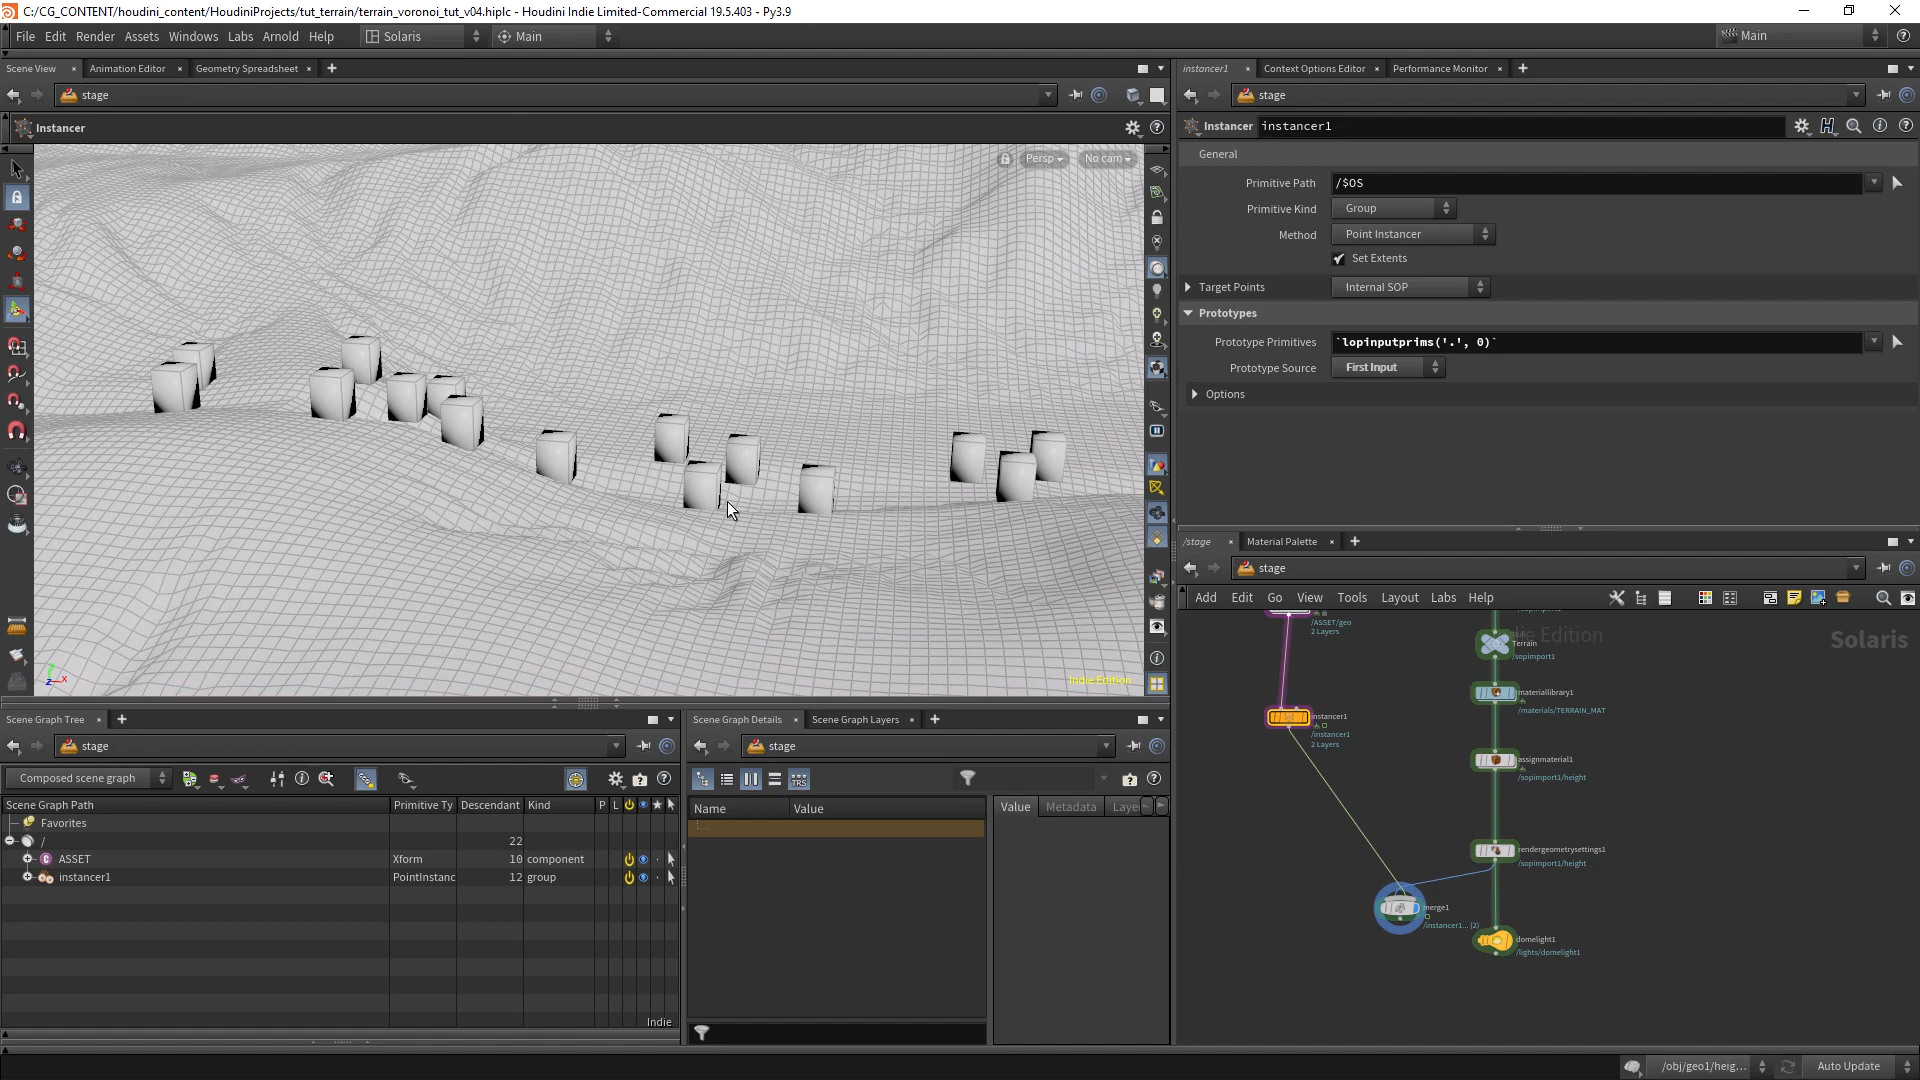 C:/CG_CONTENT/houdini_content/HoudiniProjects/tut_terrain/terrain_voronoi_tut_v04.hiplc - Houdini Indie Limited-Commercial 19.5.403 - Py3.9
File Edit Render Assets Windows Labs Arnold Help Solaris Main Main
Scene View Animation Editor Geometry Spreadsheet
stage
Instancer
Persp No cam
Indie Edition
instancer1 Context Options Editor Performance Monitor
stage
Instancer instancer1
General
Primitive Path /$OS
Primitive Kind Group
Method Point Instancer
Set Extents
Target Points Internal SOP
Prototypes
Prototype Primitives `lopinputprims('.', 0)`
Prototype Source First Input
Options
/stage Material Palette
stage
Add Edit Go View Tools Layout Labs Help
die Edition
Solaris
/ASSET/geo
2 Layers
Terrain
/sopimport1
materiallibrary1
/materials/TERRAIN_MAT
instancer1
/instancer1
2 Layers
assignmaterial1
/sopimport1/height
rendergeometrysettings1
/sopimport1/height
merge1
/instancer1... (2)
domelight1
/lights/domelight1
Scene Graph Tree
stage
Composed scene graph
Scene Graph Path Primitive Ty Descendant Kind P L
Favorites
/ 22
ASSET Xform 10 component
instancer1 PointInstanc 12 group
Indie
Scene Graph Details Scene Graph Layers
stage
Name Value
Value Metadata Laye
/obj/geo1/heig... Auto Update